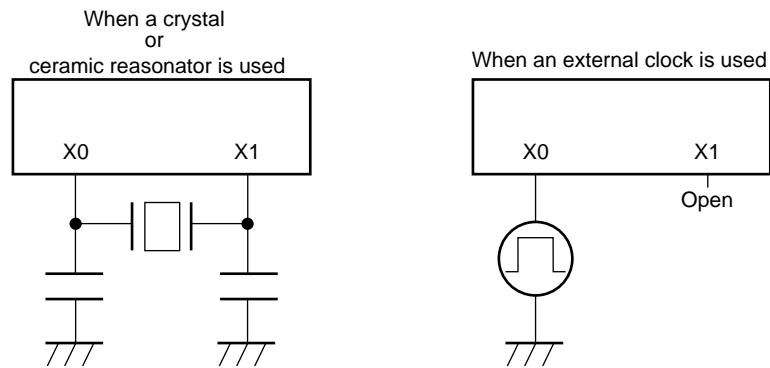 When a crystal
or
ceramic reasonator is used
X0
X1
When an external clock is used
X0
X1
Open